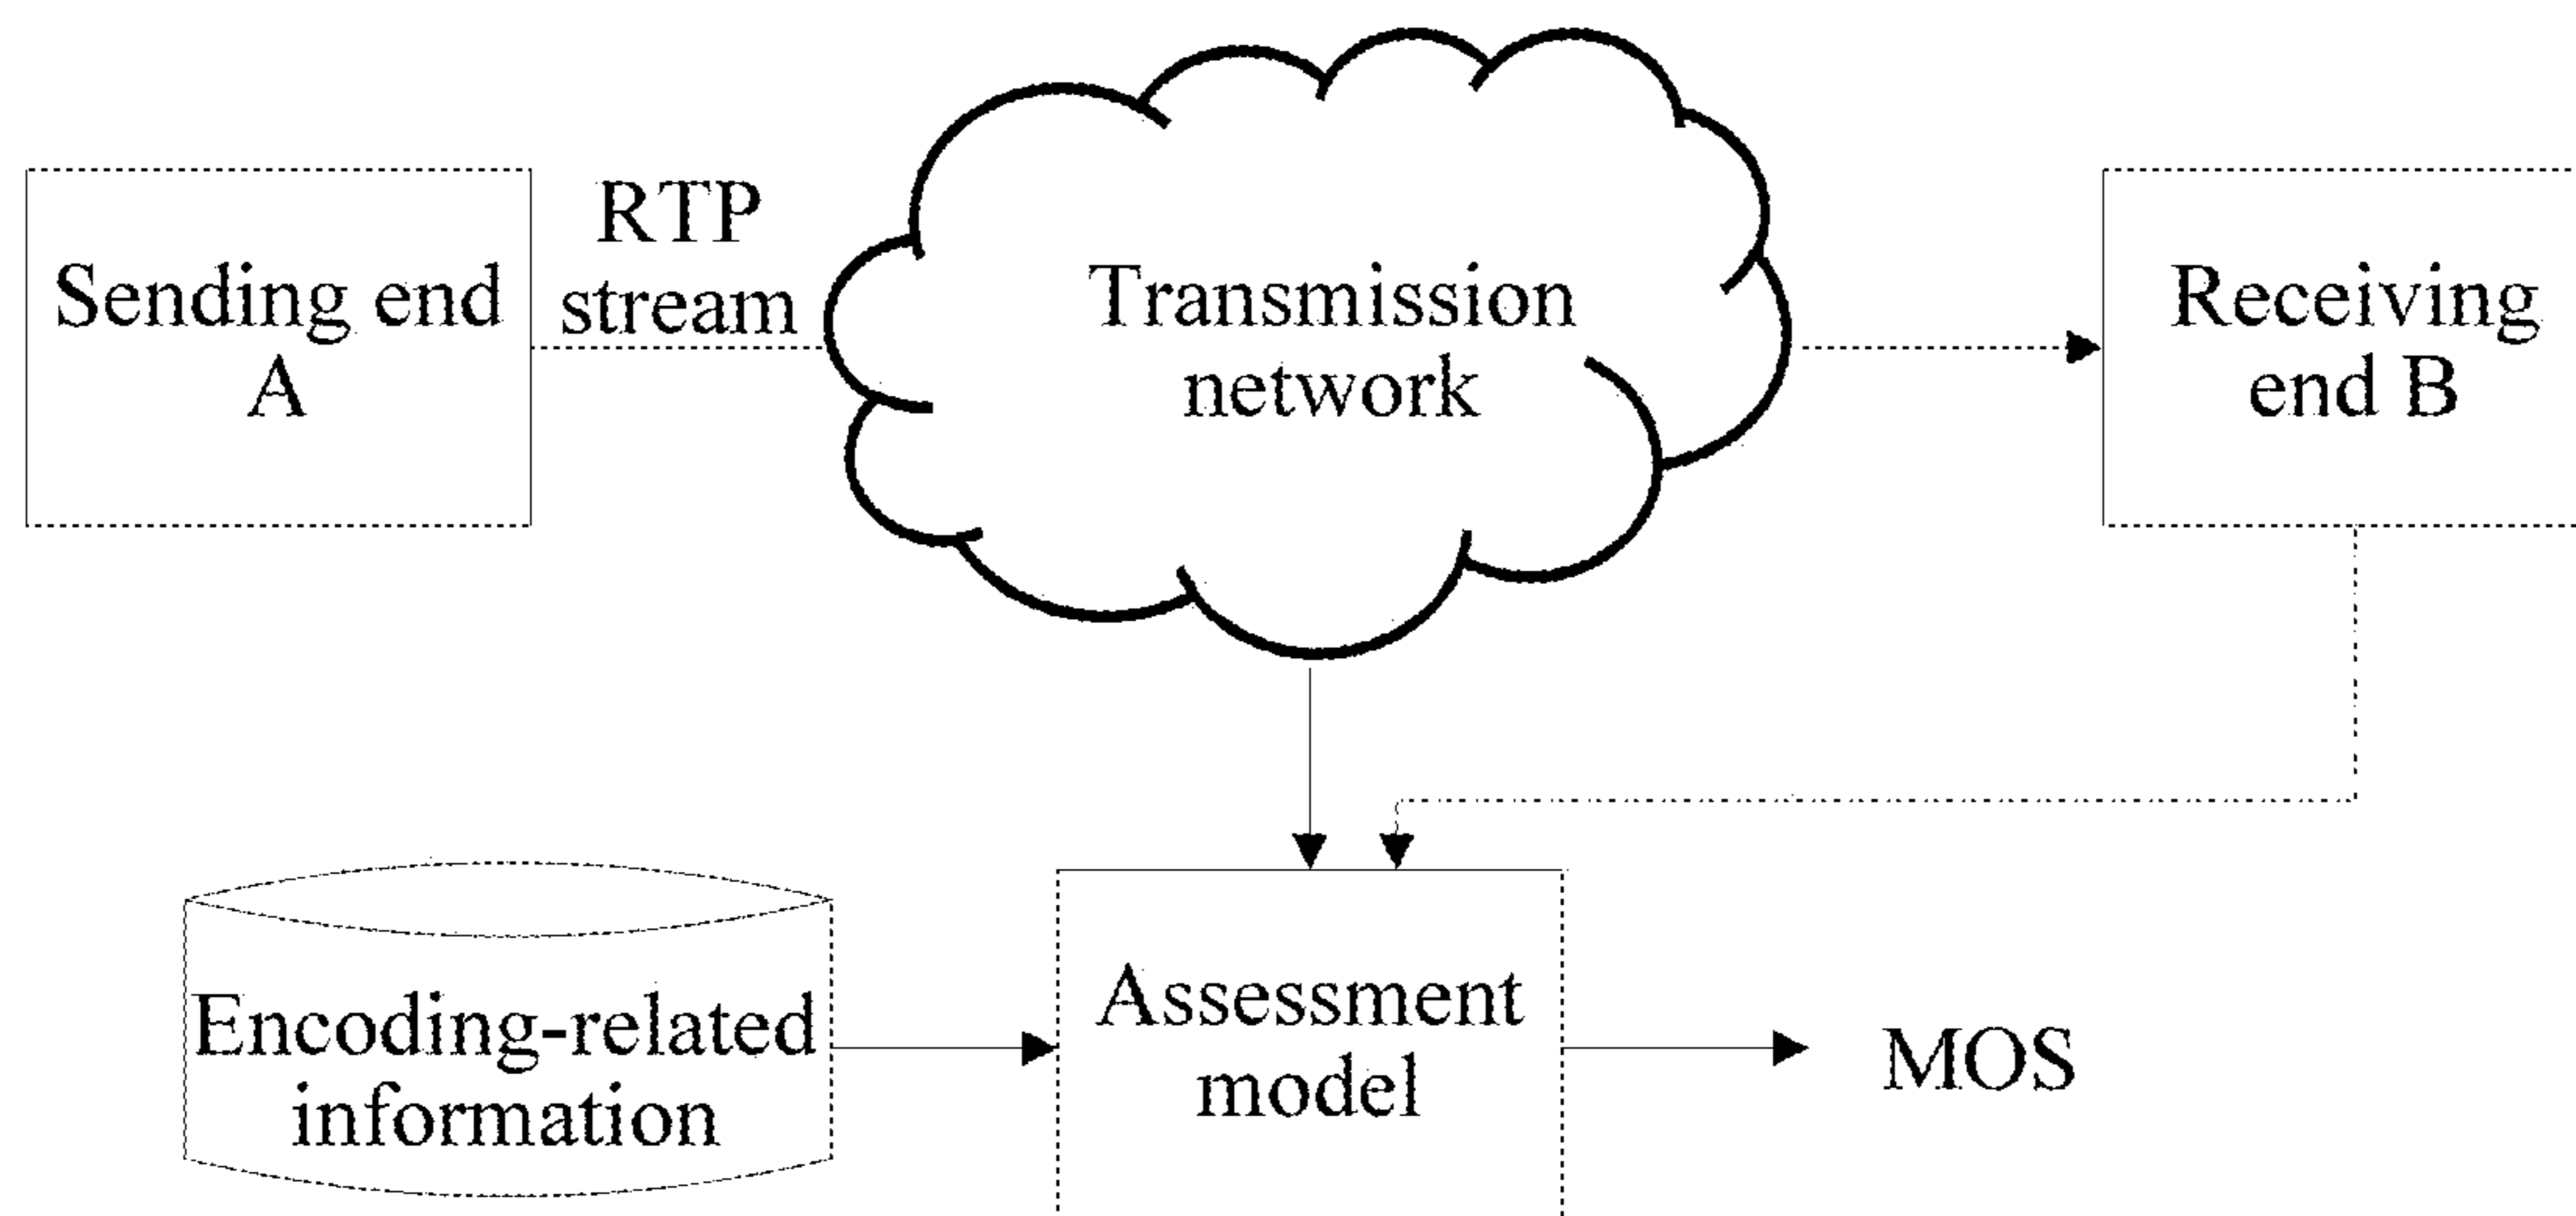 Sending end
A
RTP
stream
Transmission
network
Receiving
end B
Encoding-related
information
Assessment
model
MOS